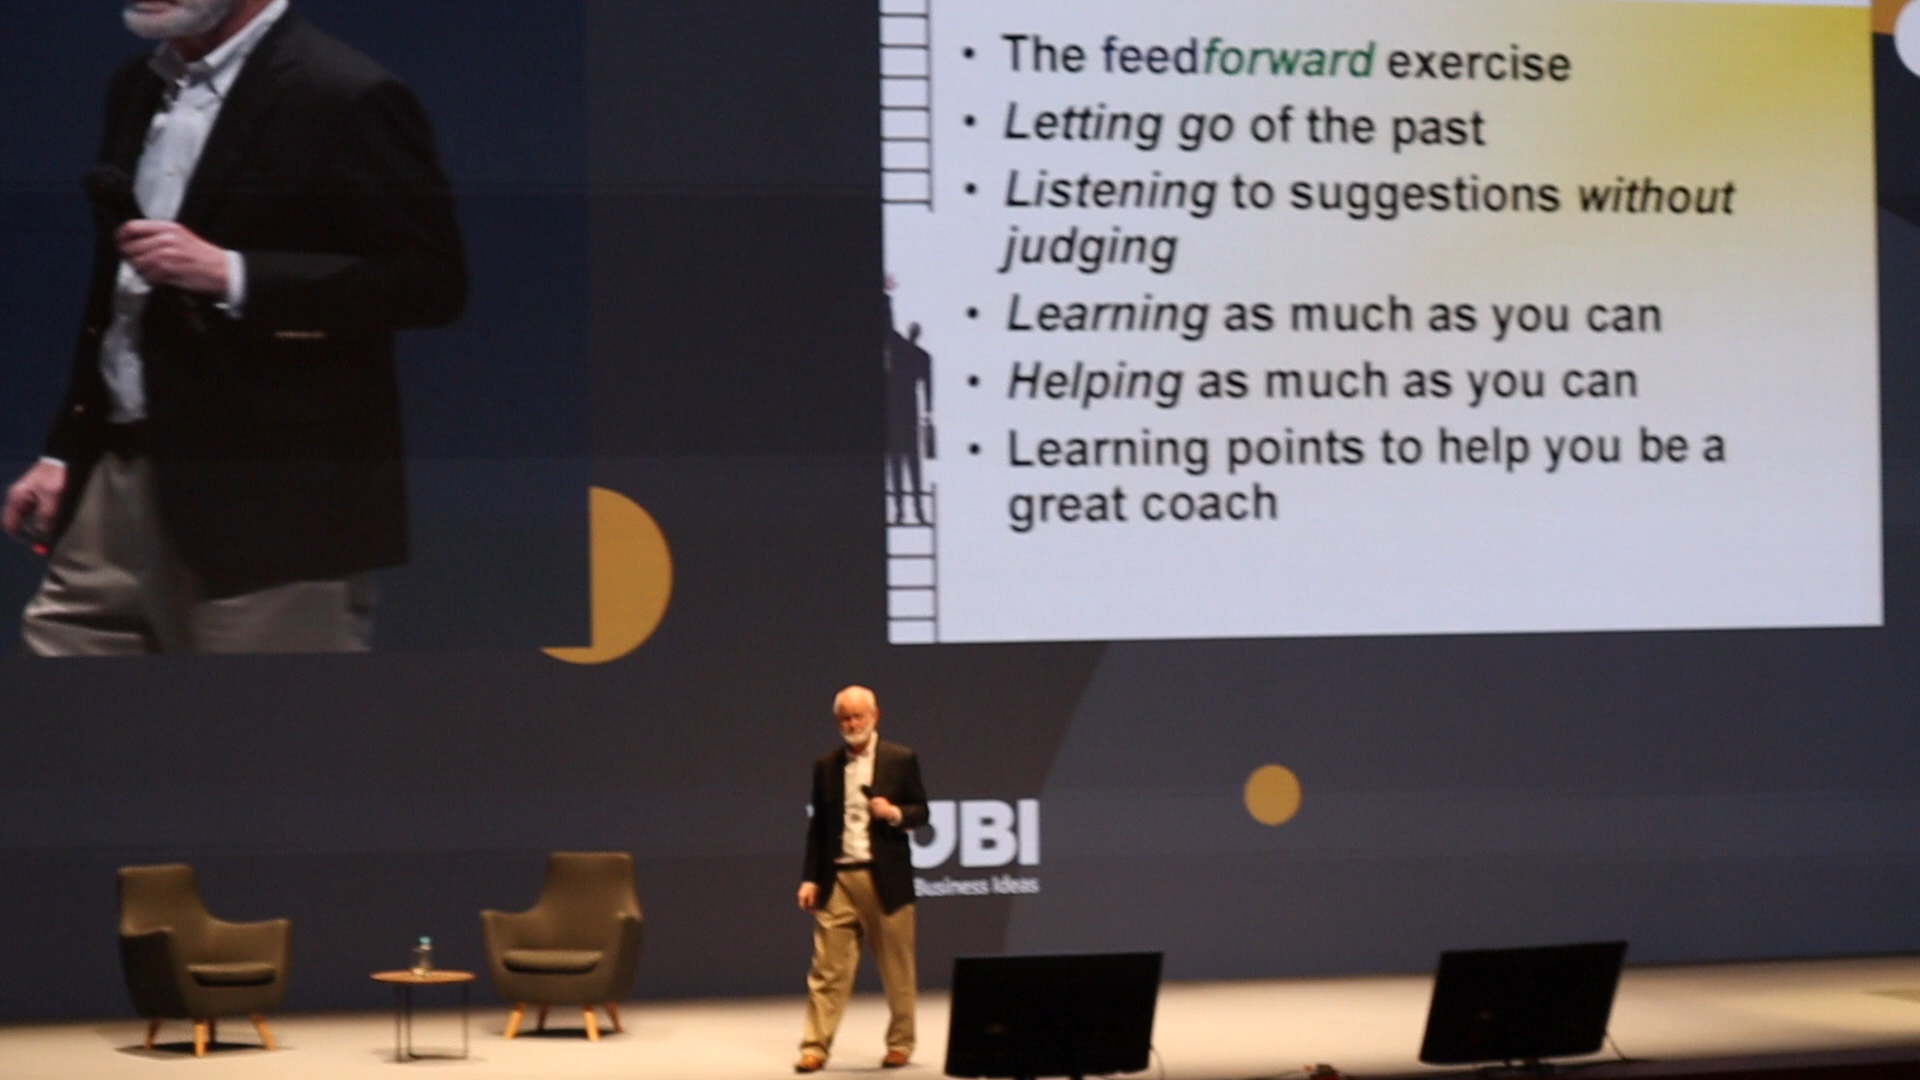 • The feedforward exercise
• Letting go of the past
• Listening to suggestions without
judging
• Learning as much as you can
• Helping as much as you can
• Learning points to help you be a
great coach
UBI
Business Ideas